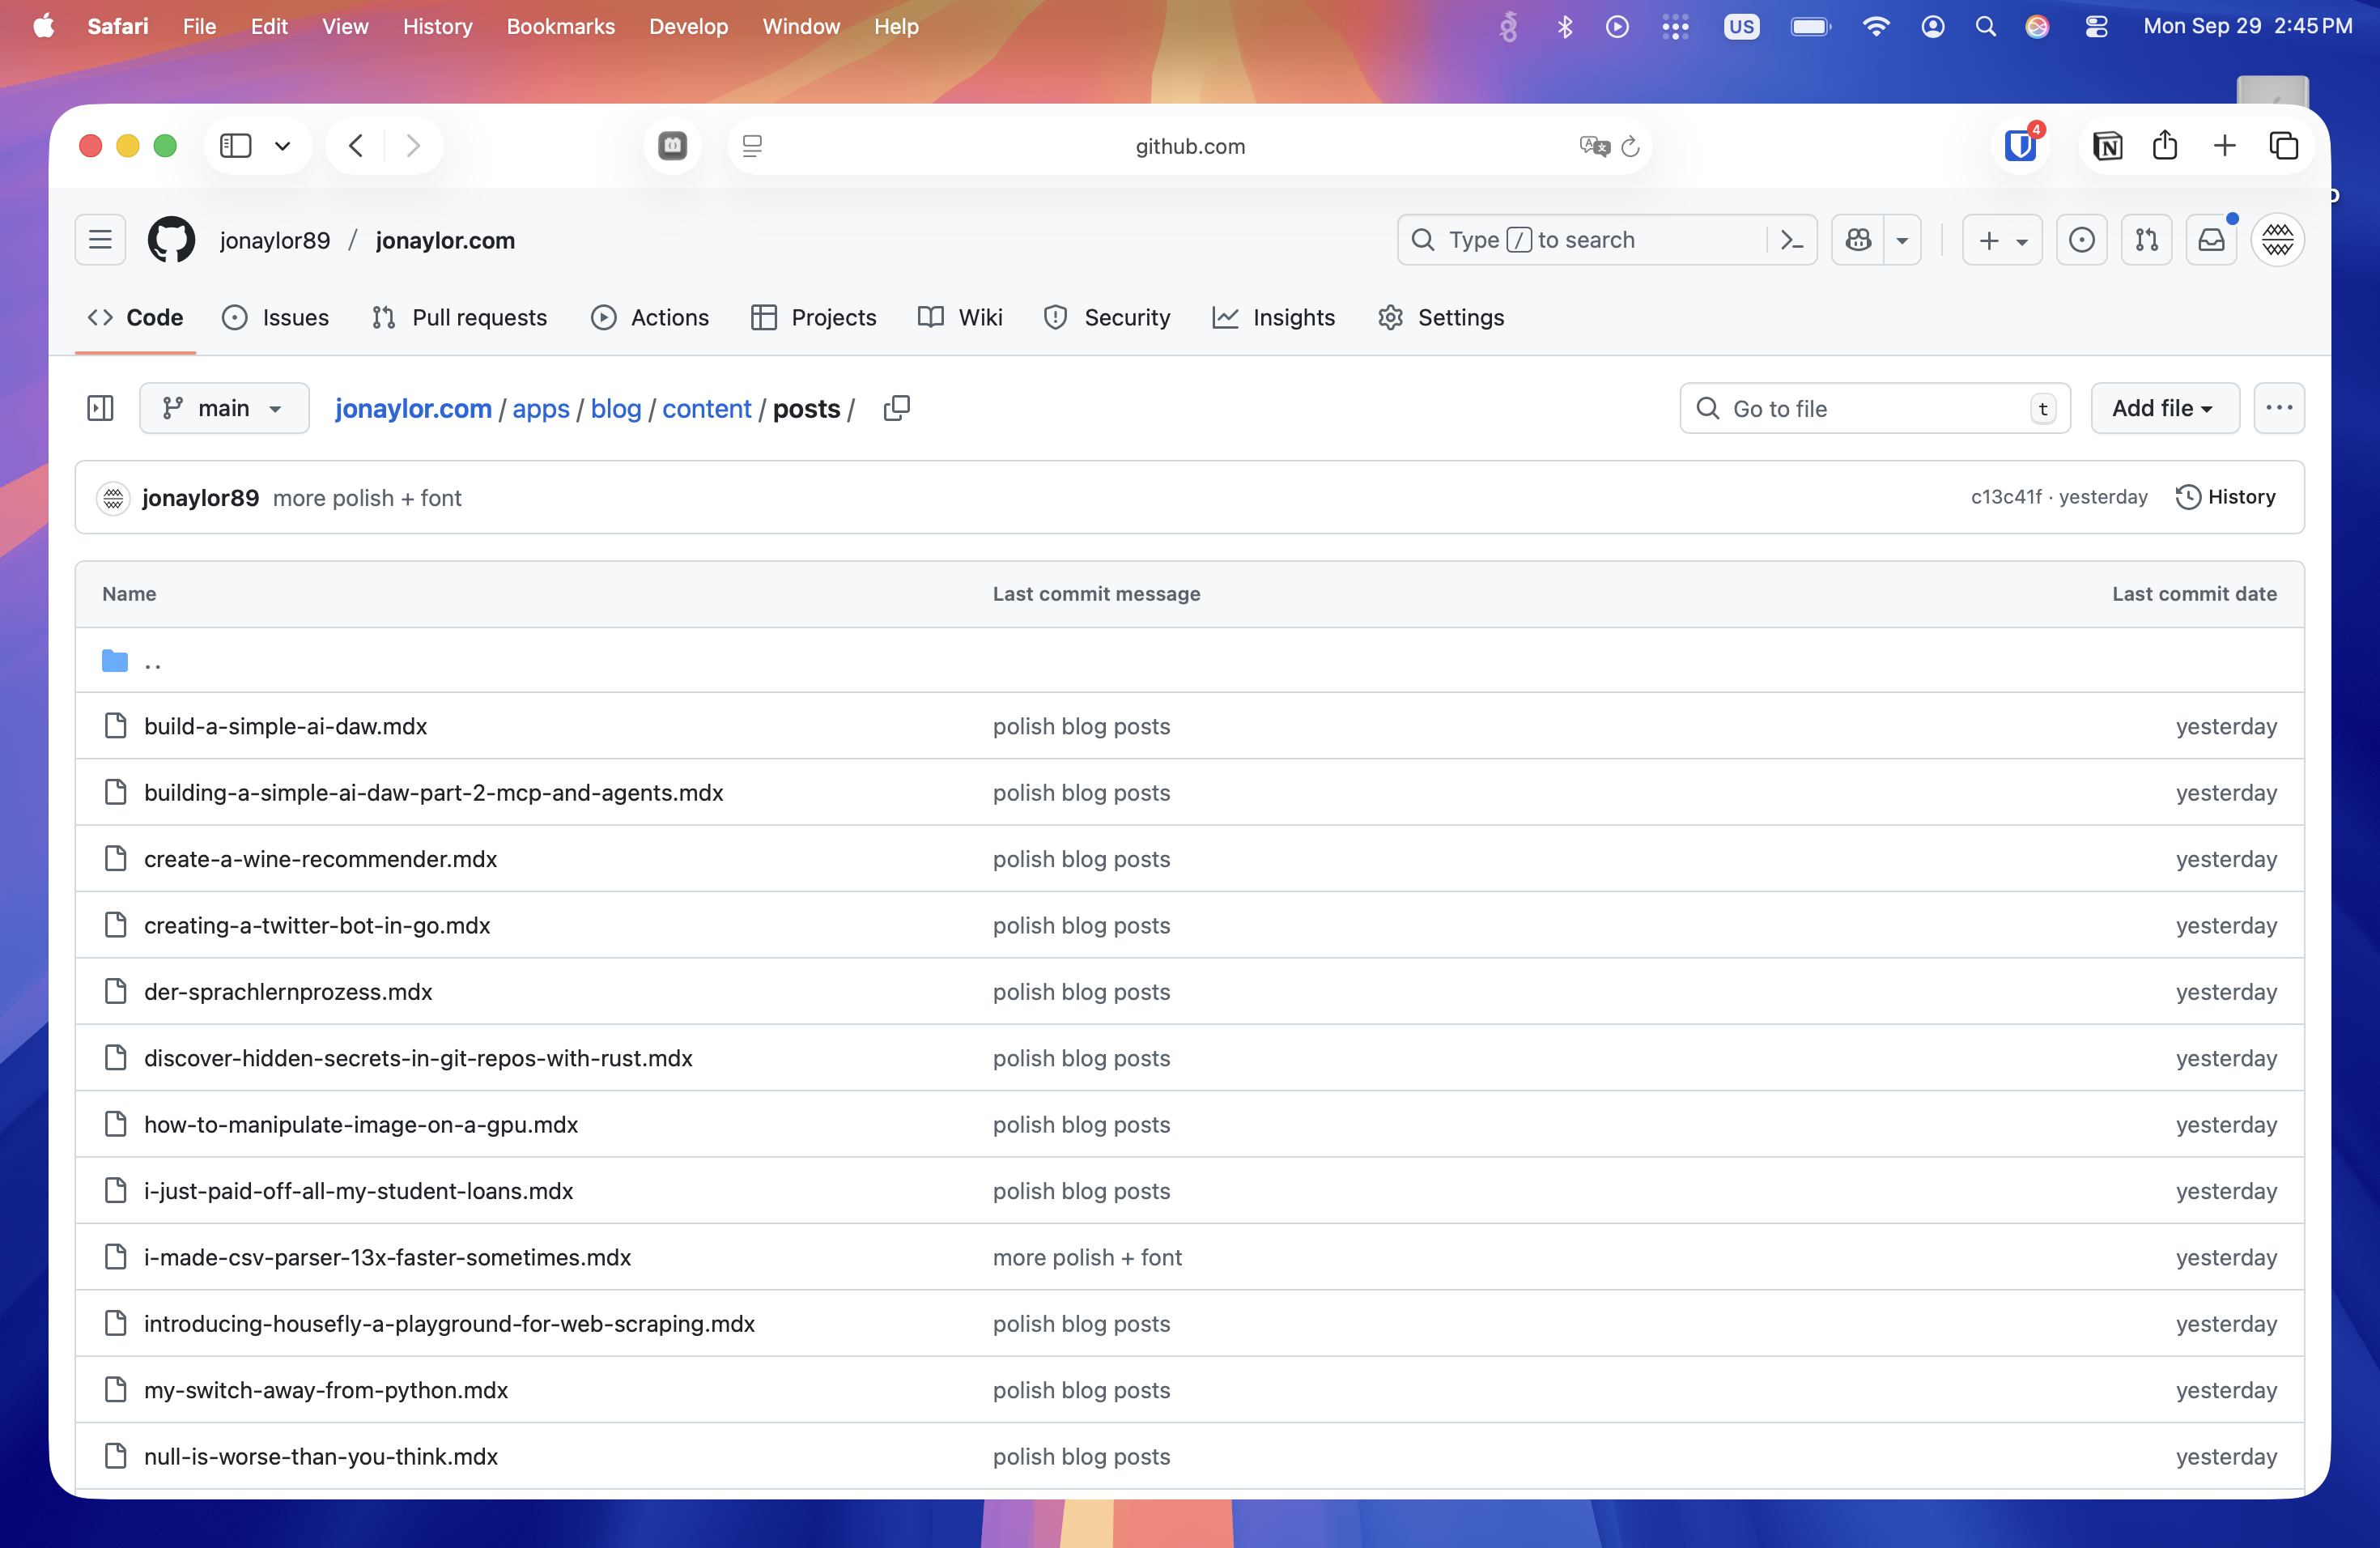 Safari File Edit View History Bookmarks Develop Window Help US Mon Sep 29 2:45 PM
github.com 4
jonaylor89 / jonaylor.com Type / to search
Code Issues Pull requests Actions Projects Wiki Security Insights Settings
main jonaylor.com / apps / blog / content / posts / Go to file t Add file
jonaylor89 more polish + font c13c41f · yesterday History
Name Last commit message Last commit date
..
build-a-simple-ai-daw.mdx polish blog posts yesterday
building-a-simple-ai-daw-part-2-mcp-and-agents.mdx polish blog posts yesterday
create-a-wine-recommender.mdx polish blog posts yesterday
creating-a-twitter-bot-in-go.mdx polish blog posts yesterday
der-sprachlernprozess.mdx polish blog posts yesterday
discover-hidden-secrets-in-git-repos-with-rust.mdx polish blog posts yesterday
how-to-manipulate-image-on-a-gpu.mdx polish blog posts yesterday
i-just-paid-off-all-my-student-loans.mdx polish blog posts yesterday
i-made-csv-parser-13x-faster-sometimes.mdx more polish + font yesterday
introducing-housefly-a-playground-for-web-scraping.mdx polish blog posts yesterday
my-switch-away-from-python.mdx polish blog posts yesterday
null-is-worse-than-you-think.mdx polish blog posts yesterday